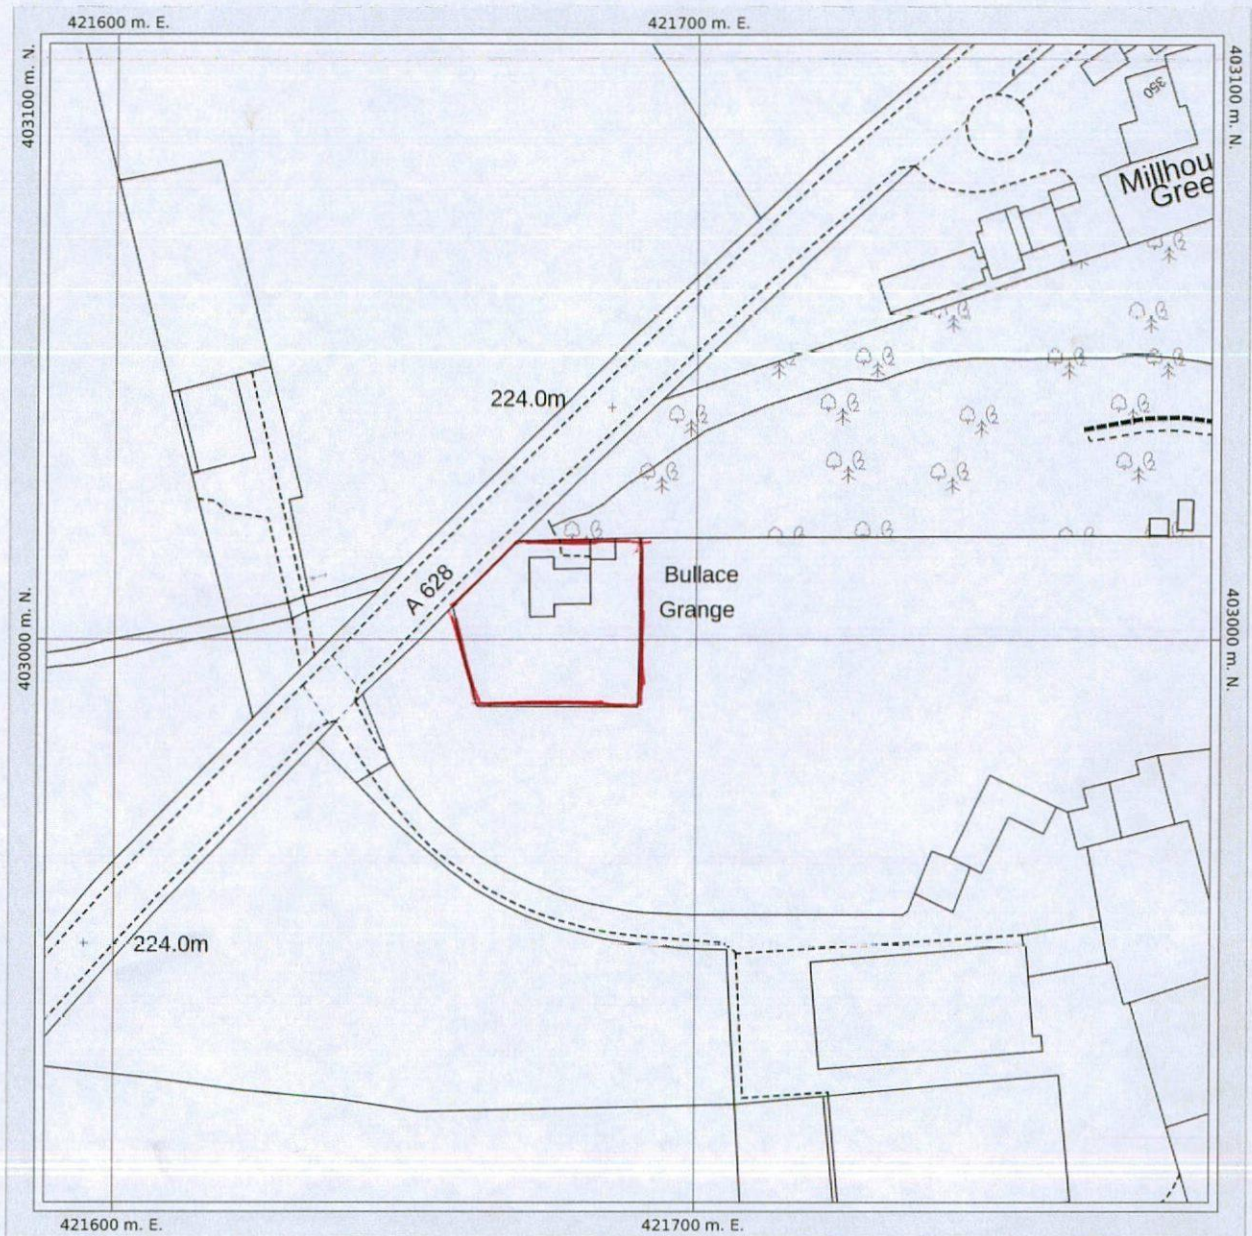 421600 m. E.
421700 m. E.
403100 m. N.
403100 m. N.
350
Millhou
Gree
224.0m
A 628
Bullace
Grange
403000 m. N.
403000 m. N.
224.0m
421600 m. E.
421700 m. E.